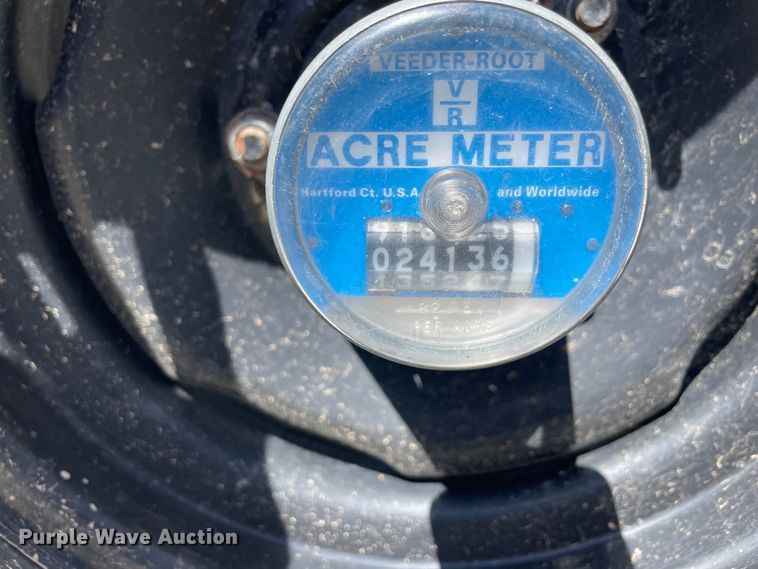 VEEDER-ROOT
V
R
ACRE METER
Hartford Ct. U.S.A. and Worldwide
024136
Purple Wave Auction